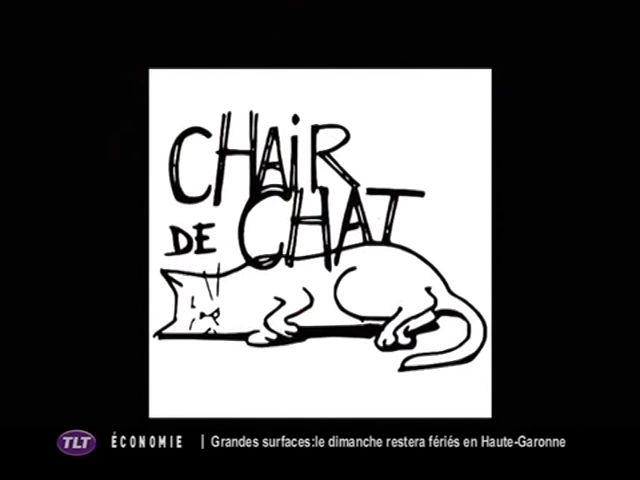 CHAiR
DE CHAT
TLT ÉCONOMIE | Grandes surfaces:le dimanche restera fériés en Haute-Garonne